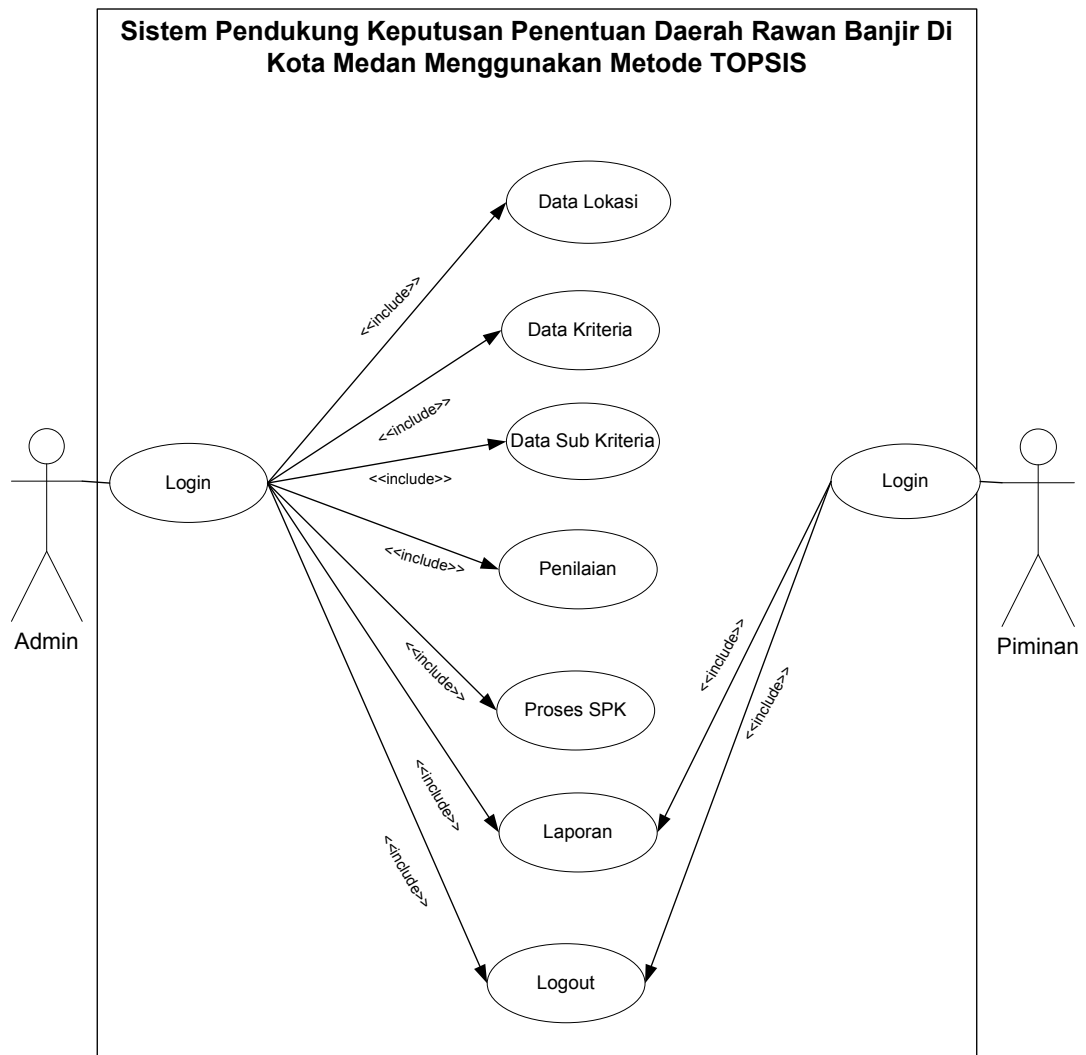 Sistem Pendukung Keputusan Penentuan Daerah Rawan Banjir Di
Kota Medan Menggunakan Metode TOPSIS
Data Lokasi
<<include>>
Data Kriteria
<<include>>
Data Sub Kriteria
<<include>>
Login
Login
<<include>>
Penilaian
Admin
Piminan
<<include>>
<<include>>
<<include>>
Proses SPK
<<include>>
Laporan
<<include>>
Logout